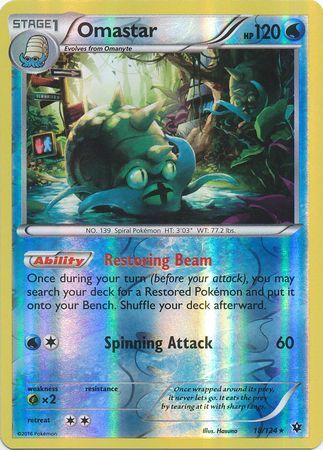 STAGE1
Omastar
HP 120
Evolves from Omanyte
NO. 139 Spiral Pokémon HT: 3'03" WT: 77.2 lbs.
Ability Restoring Beam
Once during your turn (before your attack), you may
search your deck for a Restored Pokémon and put it
onto your Bench. Shuffle your deck afterward.
Spinning Attack 60
weakness resistance
×2
retreat
Once wrapped around its prey,
it never lets go. It eats the prey
by tearing at it with sharp fangs.
Illus. Hasuno 18/124 ★
©2016 Pokémon